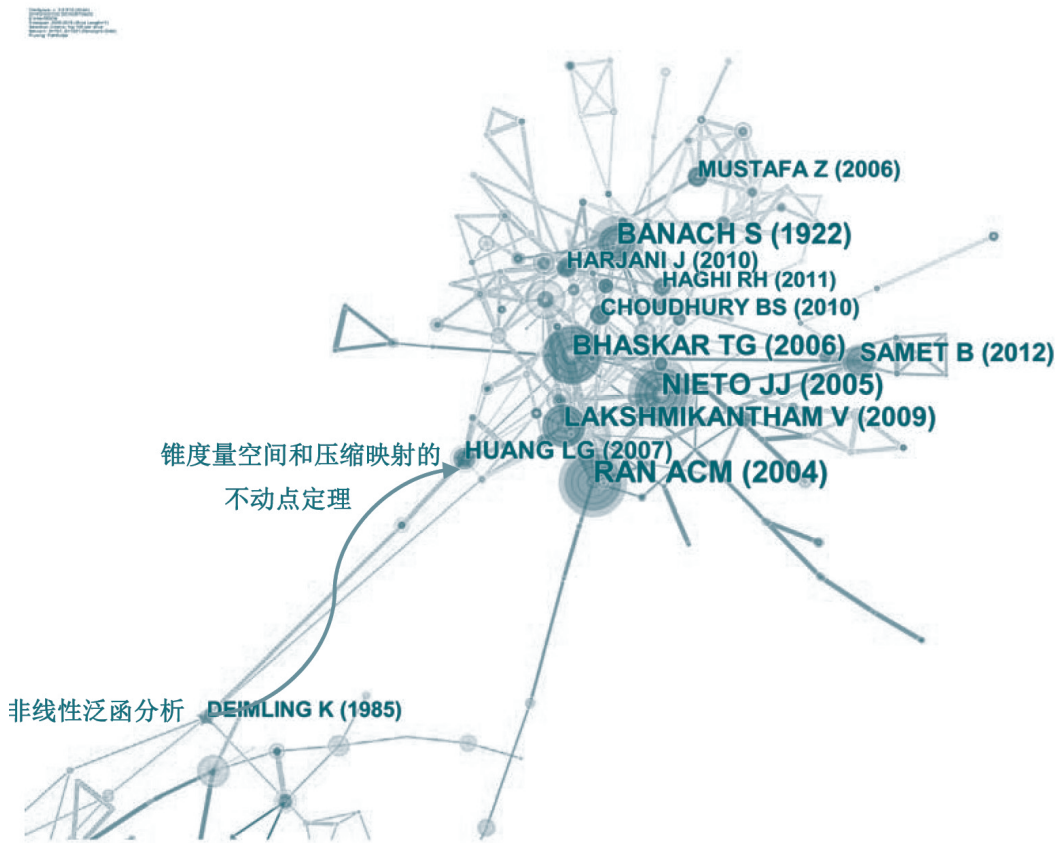 MUSTAFA Z (2006)
BANACH S (1922)
HARJANI J (2010)
HAGHI RH (2011)
CHOUDHURY BS (2010)
BHASKAR TG (2006)
SAMET B (2012)
NIETO JJ (2005)
LAKSHMIKANTHAM V (2009)
HUANG LG (2007)
锥度量空间和压缩映射的
不动点定理
RAN ACM (2004)
非线性泛函分析
DEIMLING K (1985)